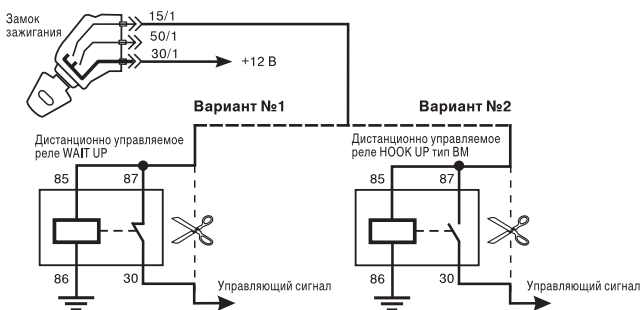 Замок
зажигания
15/1
50/1
30/1
+12 В
Вариант №1
Вариант №2
Дистанционно управляемое
реле WAIT UP
Дистанционно управляемое
реле HOOK UP тип ВМ
85
87
85
87
86
30
Управляющий сигнал
86
30
Управляющий сигнал